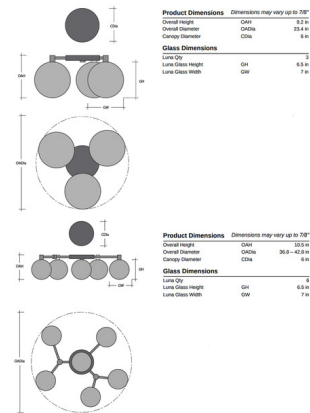 CDia
Product Dimensions Dimensions may vary up to 7/8"
Overall Height OAH 9.2 in
Overall Diameter OADia 23.4 in
Canopy Diameter CDia 6 in
Glass Dimensions
Luna Qty 3
Luna Glass Height GH 6.5 in
Luna Glass Width GW 7 in
OAH
GH
GW
OADia
CDia
Product Dimensions Dimensions may vary up to 7/8"
Overall Height OAH 10.5 in
Overall Diameter OADia 36.8 – 42.8 in
Canopy Diameter CDia 6 in
Glass Dimensions
Luna Qty 6
Luna Glass Height GH 6.5 in
Luna Glass Width GW 7 in
OAH
GH
GW
OADia